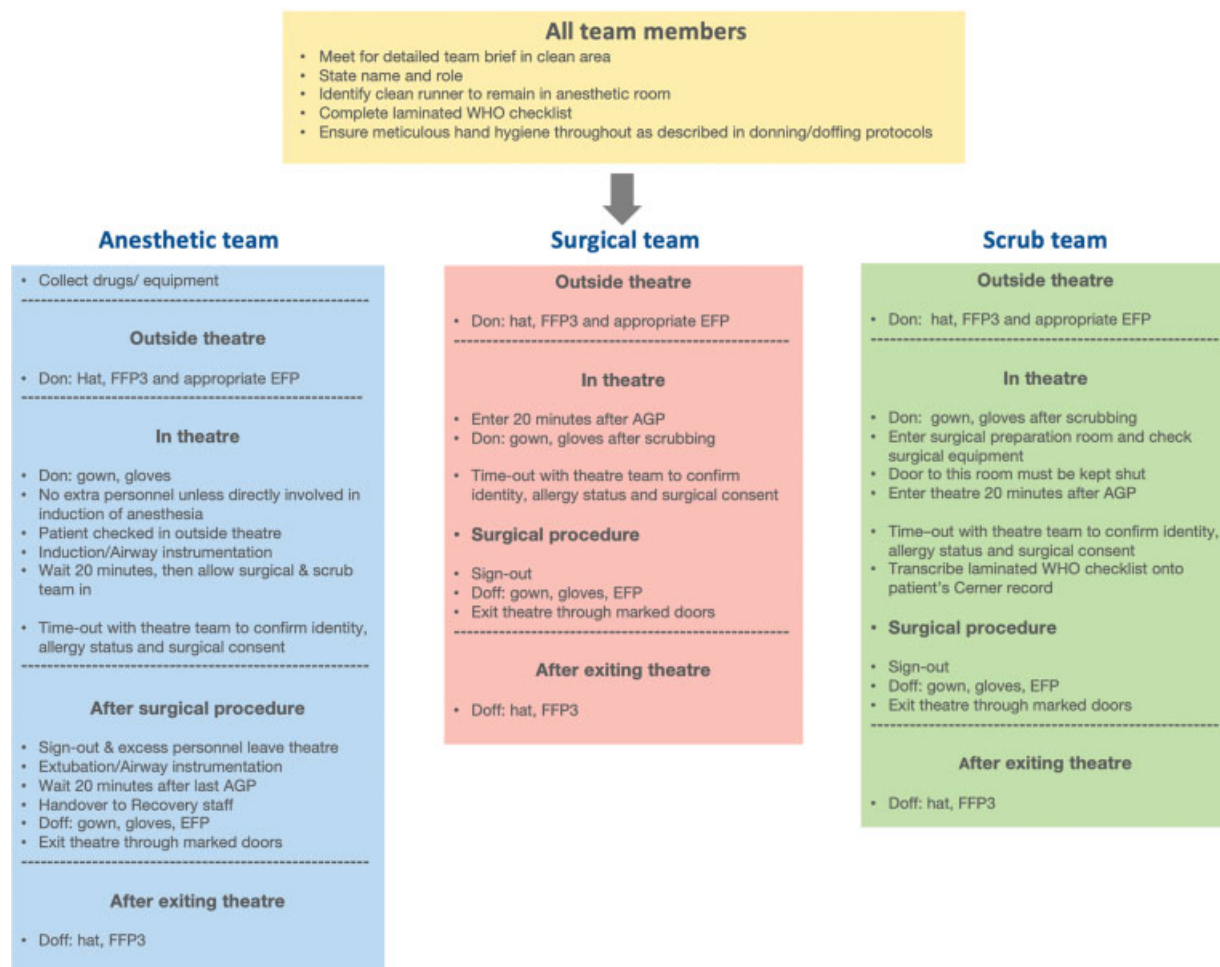 All team members
• Meet for detailed team brief in clean area
• State name and role
• Identify clean runner to remain in anesthetic room
• Complete laminated WHO checklist
• Ensure meticulous hand hygiene throughout as described in donning/doffing protocols
Anesthetic team
• Collect drugs/ equipment
Outside theatre
• Don: Hat, FFP3 and appropriate EFP
In theatre
• Don: gown, gloves
• No extra personnel unless directly involved in
induction of anesthesia
• Patient checked in outside theatre
• Induction/Airway instrumentation
• Wait 20 minutes, then allow surgical & scrub
team in
• Time-out with theatre team to confirm identity,
allergy status and surgical consent
After surgical procedure
• Sign-out & excess personnel leave theatre
• Extubation/Airway instrumentation
• Wait 20 minutes after last AGP
• Handover to Recovery staff
• Doff: gown, gloves, EFP
• Exit theatre through marked doors
After exiting theatre
• Doff: hat, FFP3
Surgical team
Outside theatre
• Don: hat, FFP3 and appropriate EFP
In theatre
• Enter 20 minutes after AGP
• Don: gown, gloves after scrubbing
• Time-out with theatre team to confirm
identity, allergy status and surgical consent
• Surgical procedure
• Sign-out
• Doff: gown, gloves, EFP
• Exit theatre through marked doors
After exiting theatre
• Doff: hat, FFP3
Scrub team
Outside theatre
• Don: hat, FFP3 and appropriate EFP
In theatre
• Don: gown, gloves after scrubbing
• Enter surgical preparation room and check
surgical equipment
• Door to this room must be kept shut
• Enter theatre 20 minutes after AGP
• Time–out with theatre team to confirm identity,
allergy status and surgical consent
• Transcribe laminated WHO checklist onto
patient's Cerner record
• Surgical procedure
• Sign-out
• Doff: gown, gloves, EFP
• Exit theatre through marked doors
After exiting theatre
• Doff: hat, FFP3